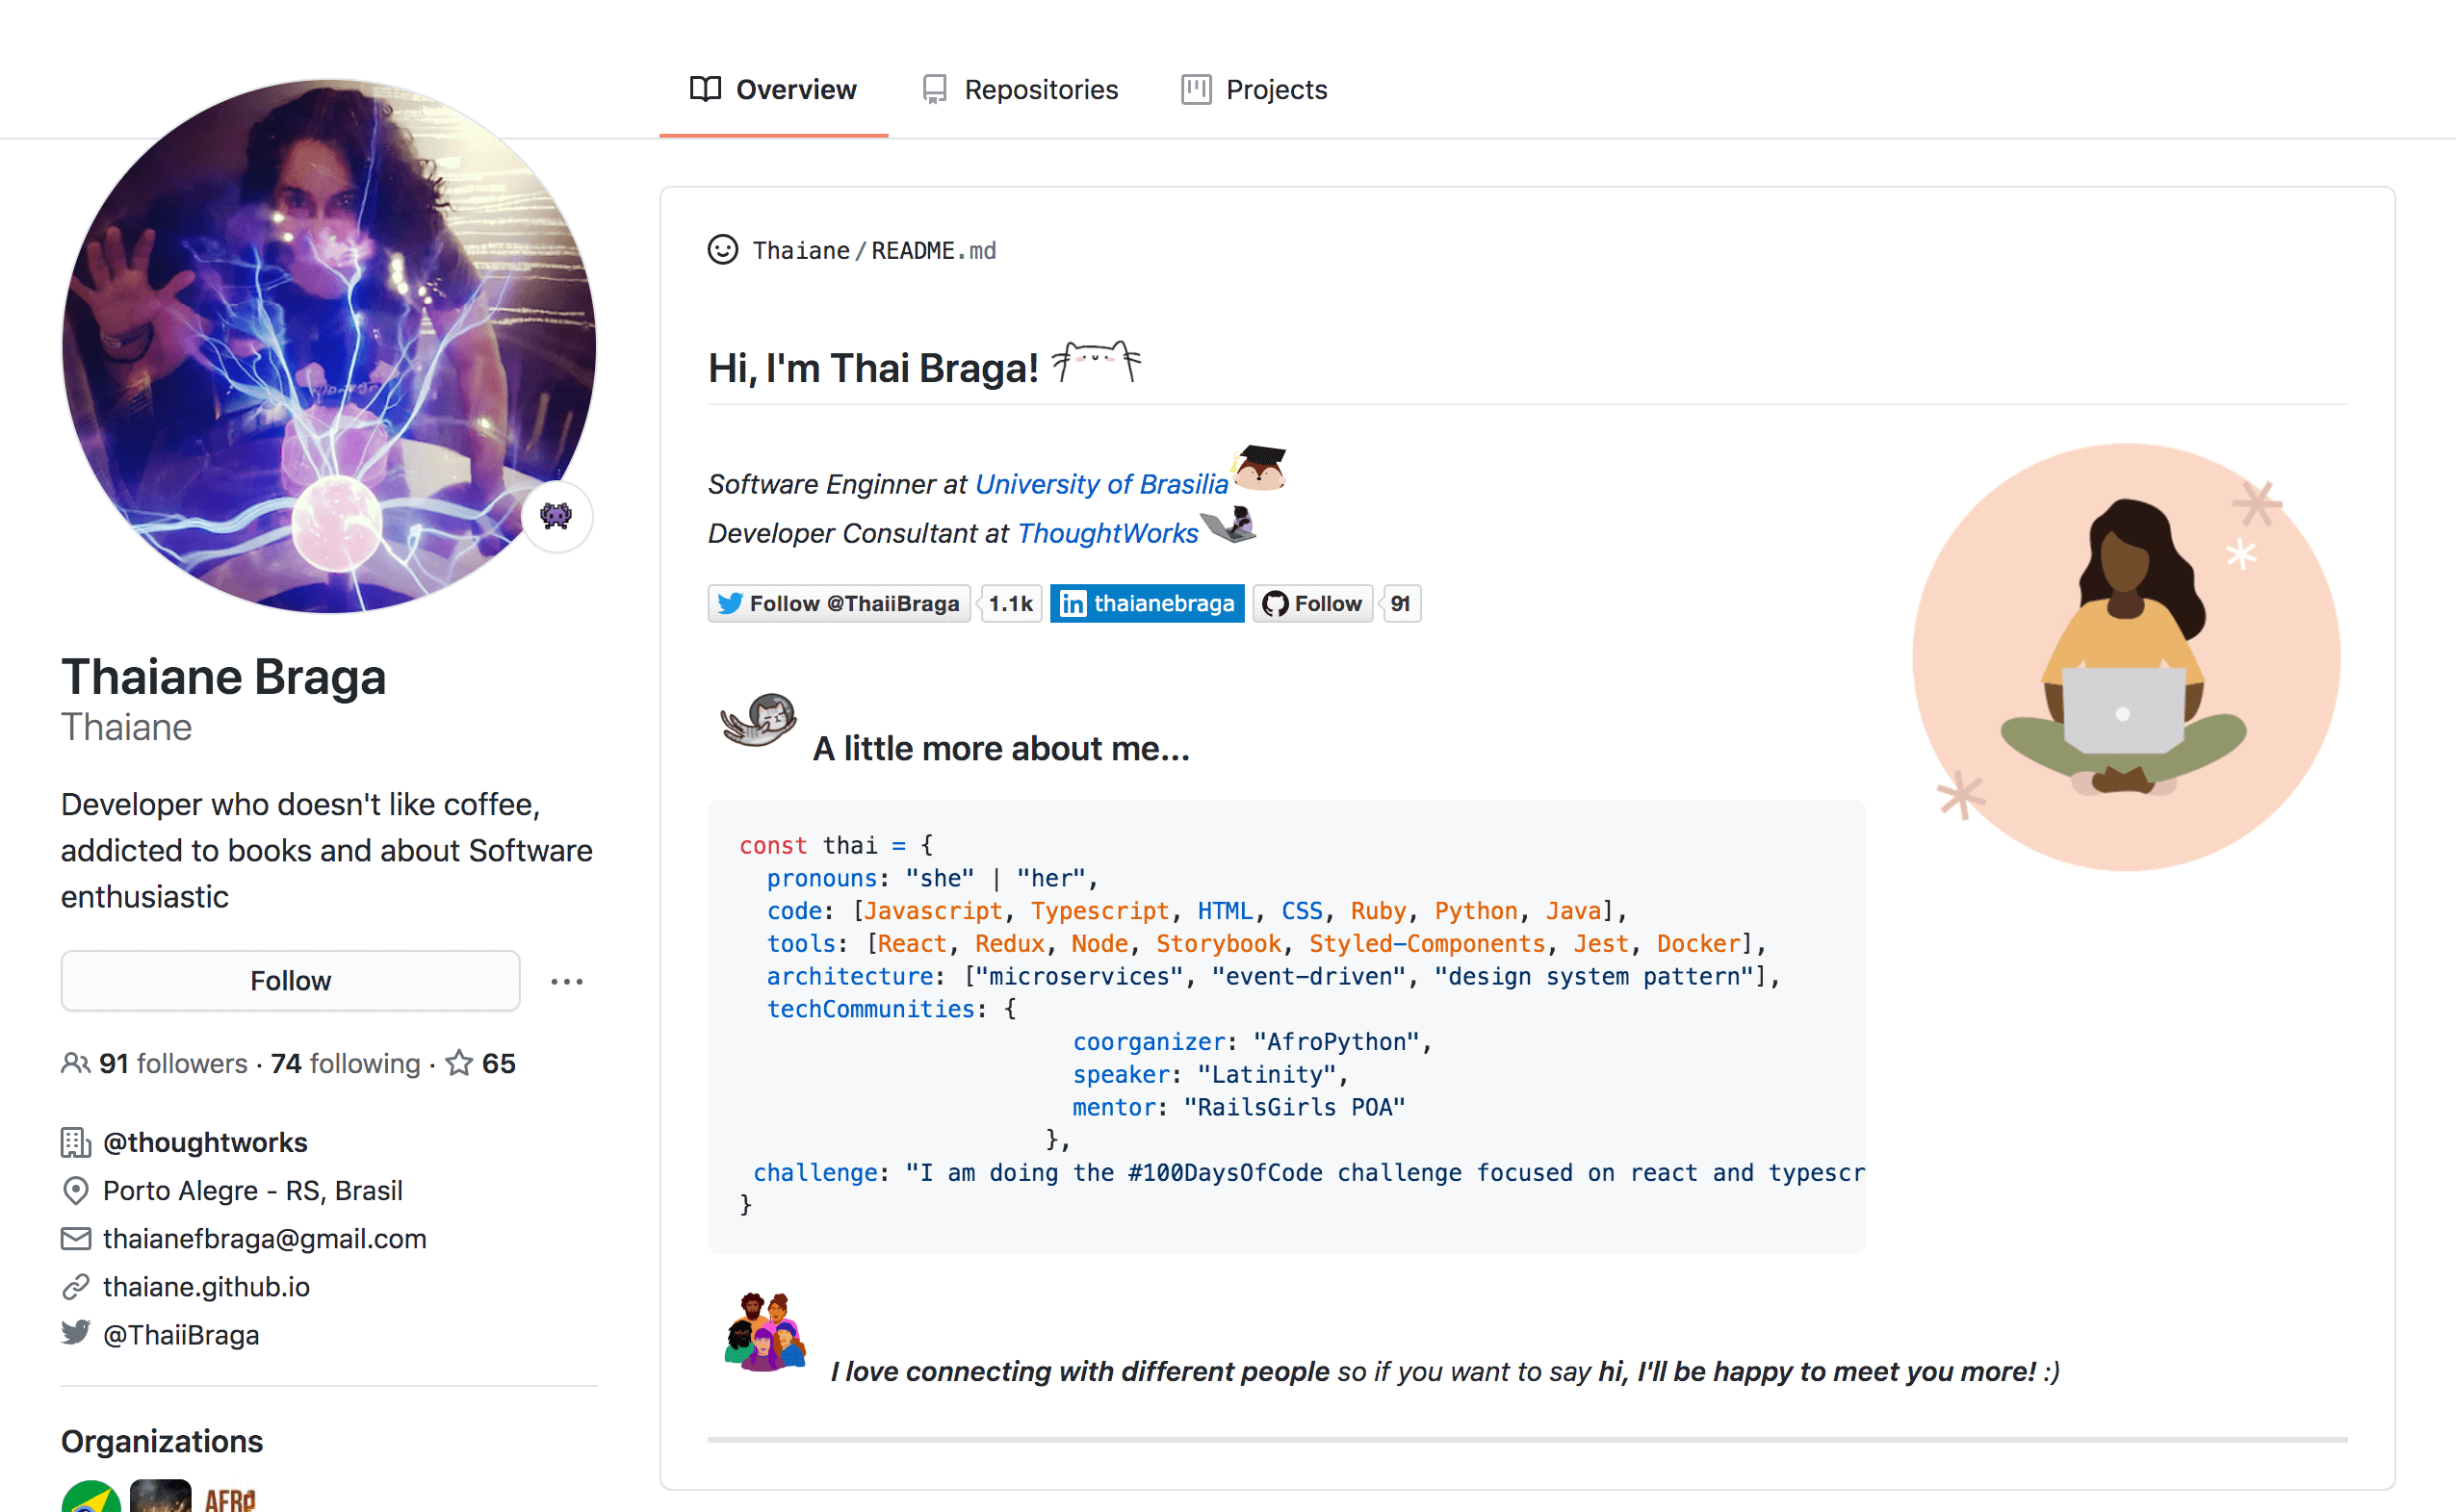 Overview
Repositories
Projects
Thaiane/README.md
Hi, I'm Thai Braga!
Software Enginner at University of Brasilia
Developer Consultant at ThoughtWorks
Follow @ThaiiBraga 1.1k in thaianebraga Follow 91
A little more about me...
const thai = {
  pronouns: "she" | "her",
  code: [Javascript, Typescript, HTML, CSS, Ruby, Python, Java],
  tools: [React, Redux, Node, Storybook, Styled-Components, Jest, Docker],
  architecture: ["microservices", "event-driven", "design system pattern"],
  techCommunities: {
                        coorganizer: "AfroPython",
                        speaker: "Latinity",
                        mentor: "RailsGirls POA"
                      },
 challenge: "I am doing the #100DaysOfCode challenge focused on react and typescr
}
I love connecting with different people so if you want to say hi, I'll be happy to meet you more! :)
Thaiane Braga
Thaiane
Developer who doesn't like coffee,
addicted to books and about Software
enthusiastic
Follow
91 followers · 74 following · 65
@thoughtworks
Porto Alegre - RS, Brasil
thaianefbraga@gmail.com
thaiane.github.io
@ThaiiBraga
Organizations
AFRO